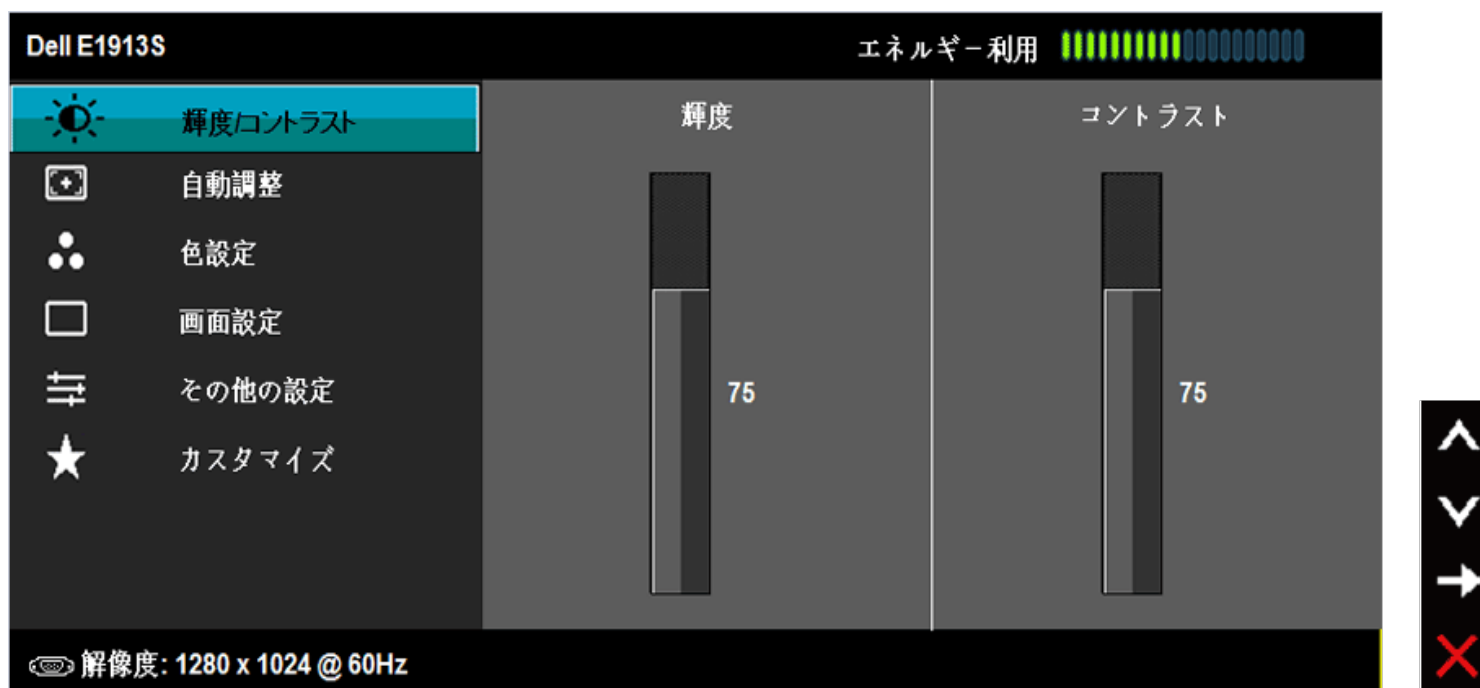 Dell E1913S
エネルギー利用
輝度/コントラスト
自動調整
色設定
画面設定
その他の設定
カスタマイズ
輝度
75
コントラスト
75
解像度: 1280 x 1024 @ 60Hz